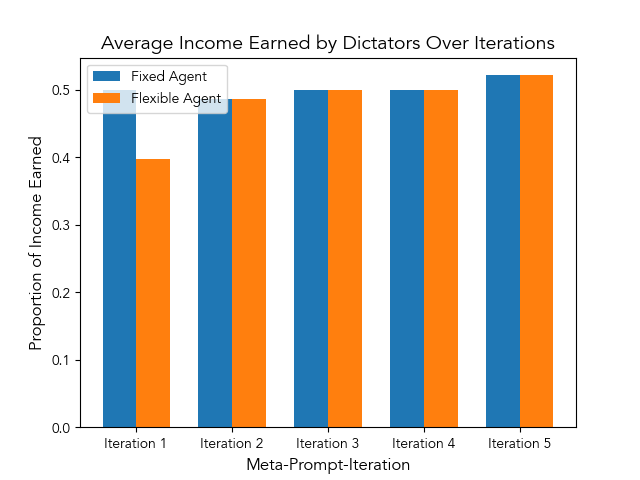 Average Income Earned by Dictators Over Iterations
Fixed Agent
Flexible Agent
Proportion of Income Earned
0.5
0.4
0.3
0.2
0.1
0.0
Iteration 1
Iteration 2
Iteration 3
Iteration 4
Iteration 5
Meta-Prompt-Iteration